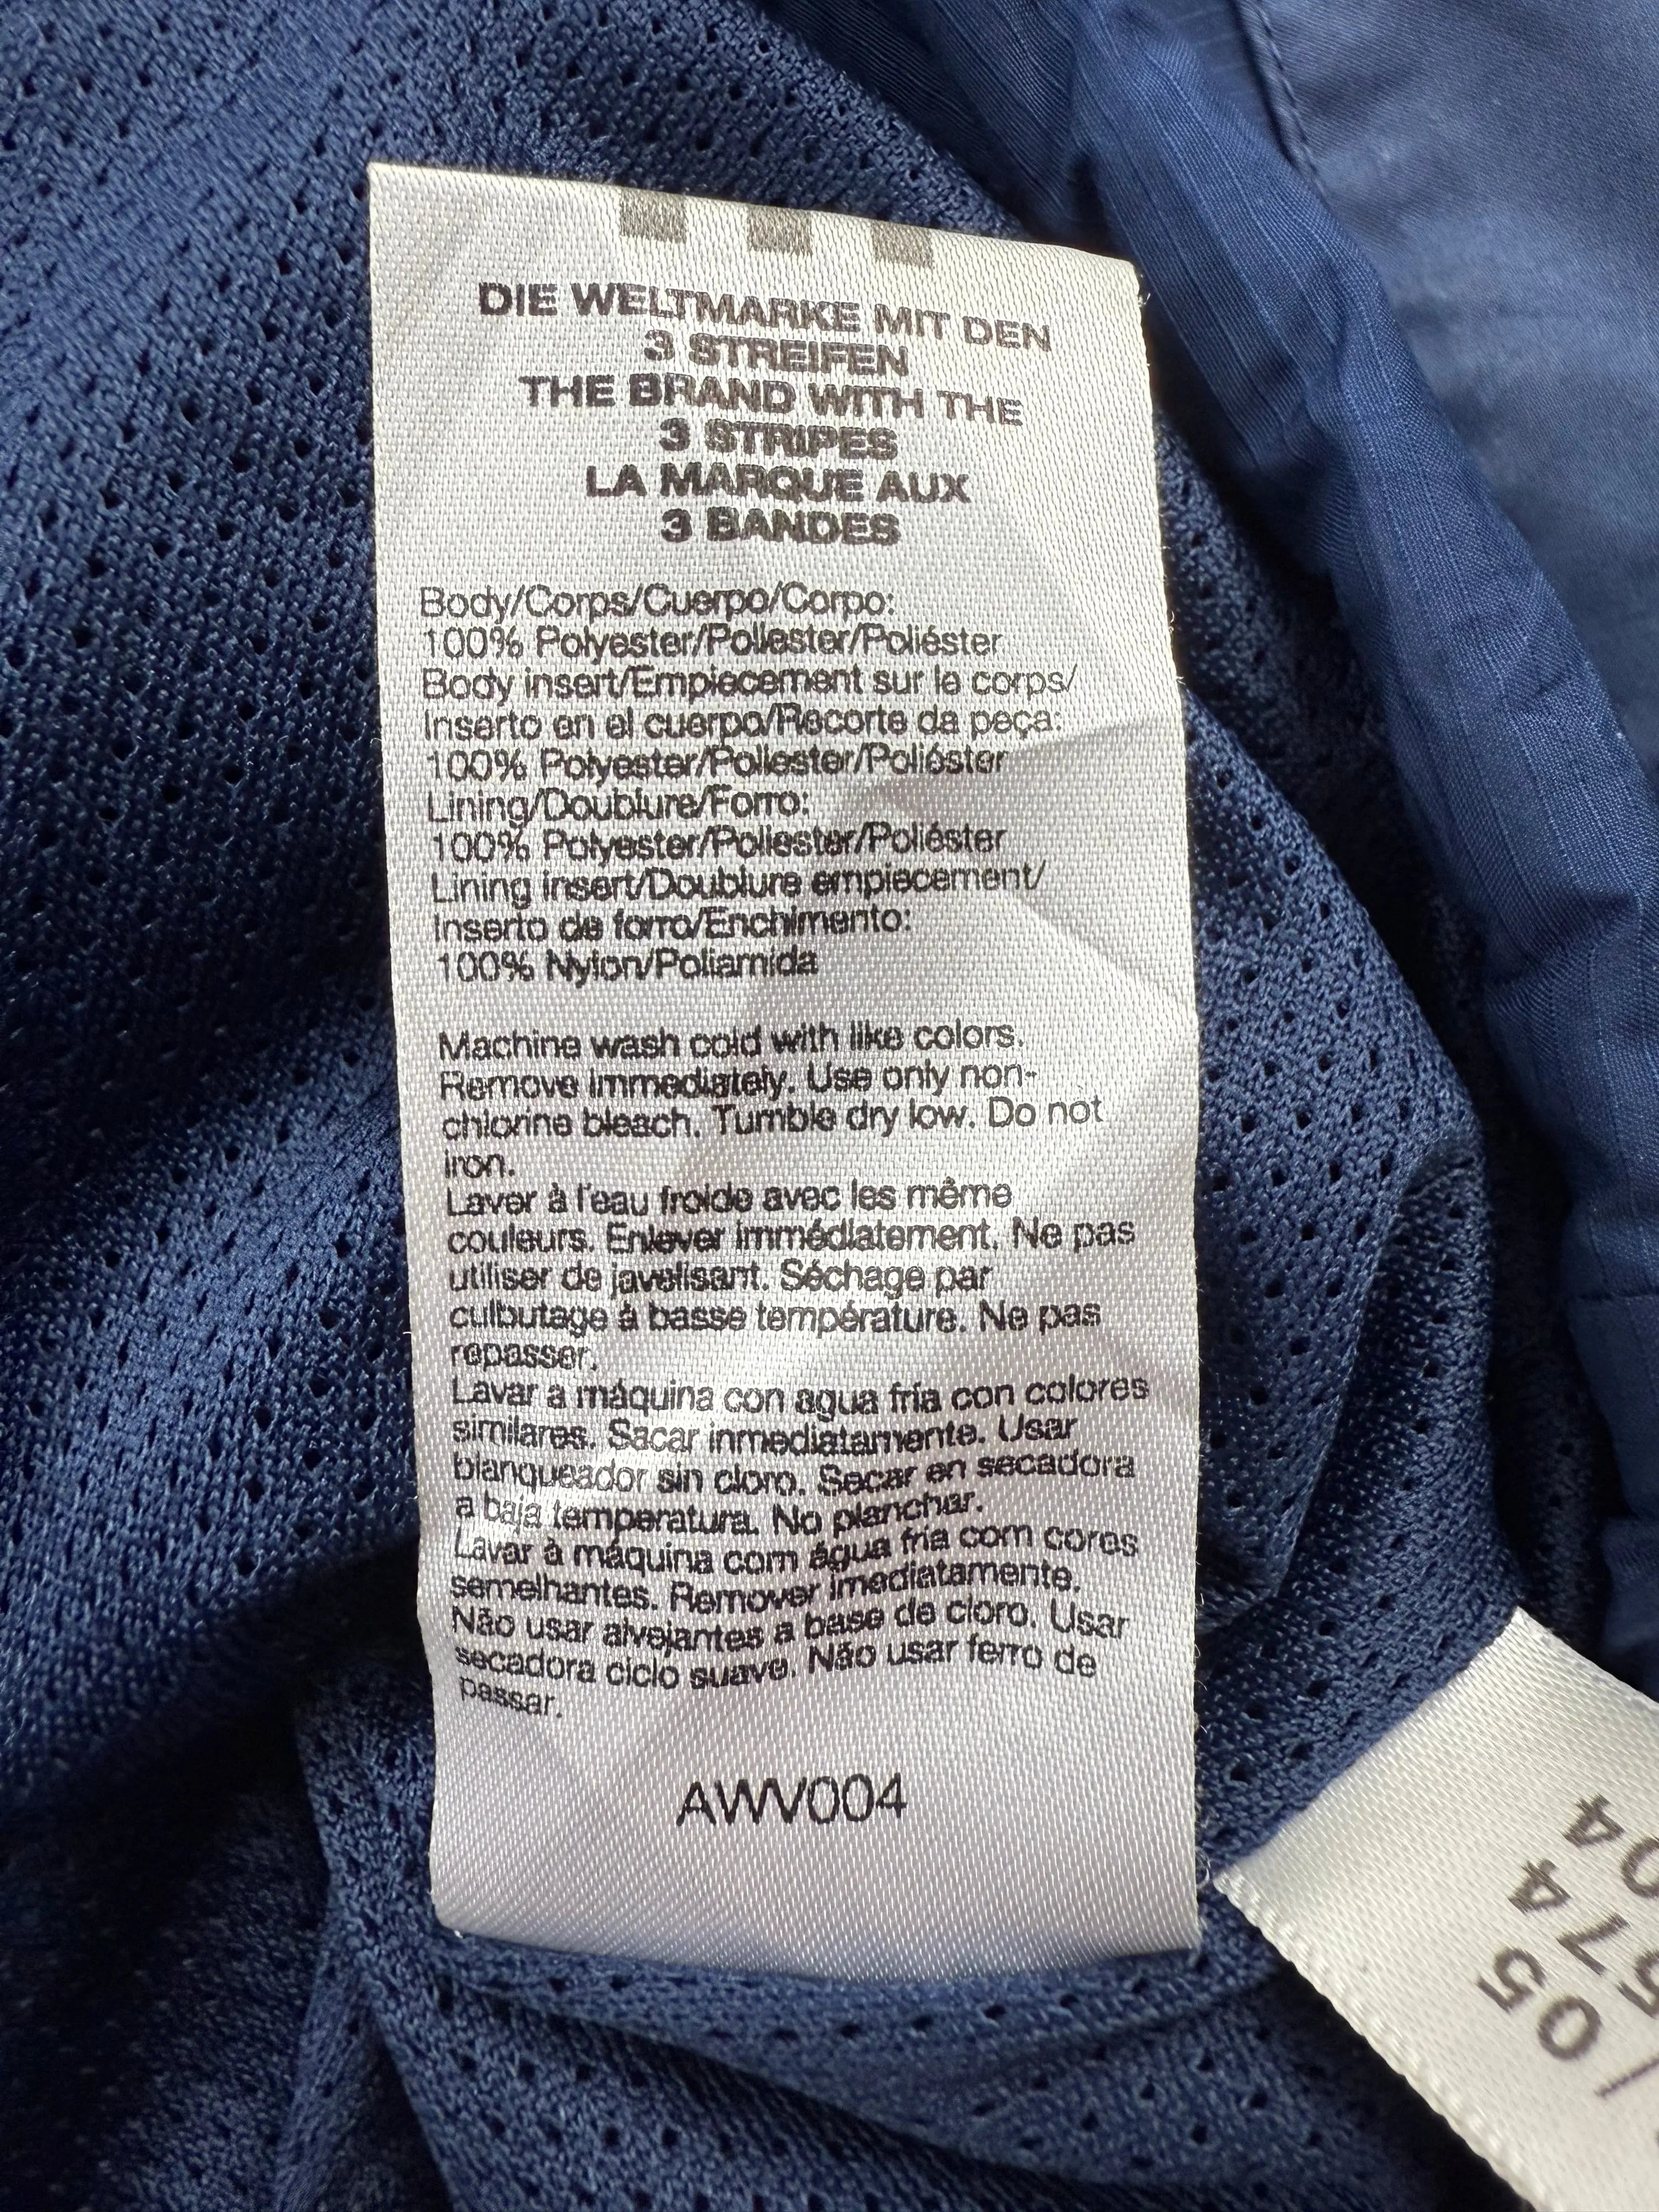 DIE WELTMARKE MIT DEN
3 STREIFEN
THE BRAND WITH THE
3 STRIPES
LA MARQUE AUX
3 BANDES
Body/Corps/Cuerpo/Corpo:
100% Polyester/Poliester/Poliéster
Body insert/Empiecement sur le corps/
Inserto en el cuerpo/Recorte da peça:
100% Polyester/Poliester/Poliéster
Lining/Doublure/Forro:
100% Polyester/Poliester/Poliéster
Lining insert/Doublure empiecement/
Inserto de forro/Enchimento:
100% Nylon/Poliamida
Machine wash cold with like colors.
Remove immediately. Use only non-
chlorine bleach. Tumble dry low. Do not
iron.
Laver à l'eau froide avec les même
couleurs. Enlever immédiatement. Ne pas
utiliser de javelisant. Séchage par
culbutage à basse température. Ne pas
repasser.
Lavar a máquina con agua fría con colores
similares. Sacar inmediatamente. Usar
blanqueador sin cloro. Secar en secadora
a baja temperatura. No planchar.
Lavar à máquina com água fria com cores
semelhantes. Remover imediatamente.
Não usar alvejantes a base de cloro. Usar
secadora ciclo suave. Não usar ferro de
passar.
AWV004